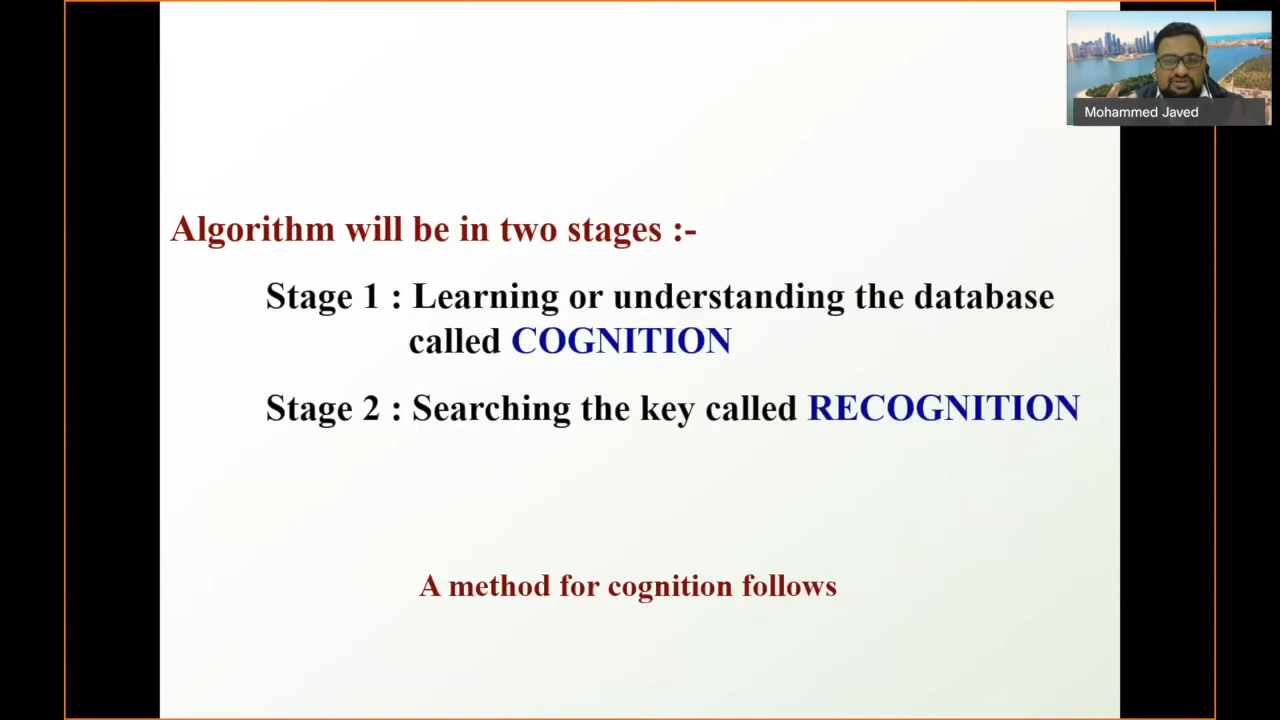 Mohammed Javed
Algorithm will be in two stages :-
Stage 1 : Learning or understanding the database
called COGNITION
Stage 2 : Searching the key called RECOGNITION
A method for cognition follows